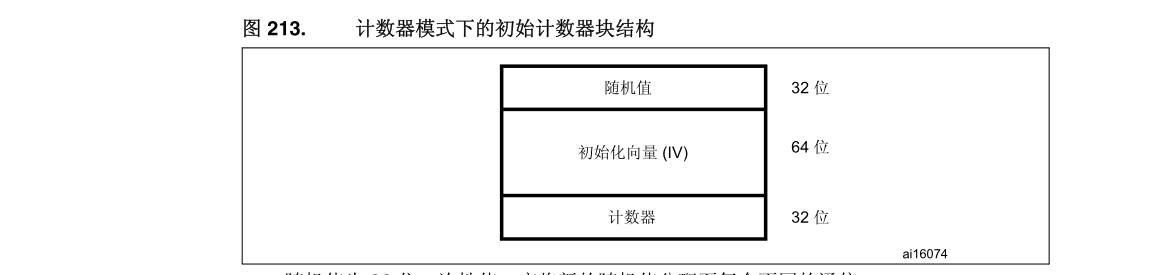 图 213. 计数器模式下的初始计数器块结构
随机值 32 位
初始化向量 (IV) 64 位
计数器 32 位
ai16074